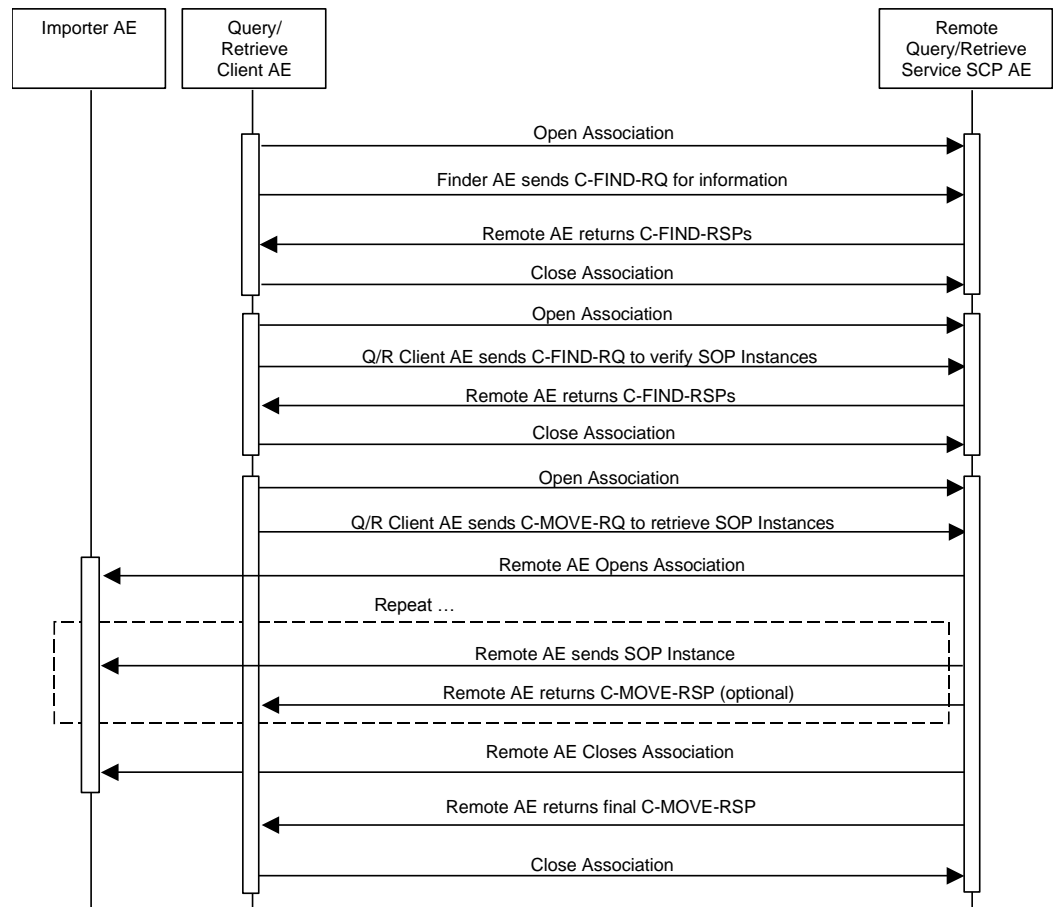 Importer AE
Query/
Retrieve
Client AE
Remote
Query/Retrieve
Service SCP AE
Open Association
Finder AE sends C-FIND-RQ for information
Remote AE returns C-FIND-RSPs
Close Association
Open Association
Q/R Client AE sends C-FIND-RQ to verify SOP Instances
Remote AE returns C-FIND-RSPs
Close Association
Open Association
Q/R Client AE sends C-MOVE-RQ to retrieve SOP Instances
Remote AE Opens Association
Repeat …
Remote AE sends SOP Instance
Remote AE returns C-MOVE-RSP (optional)
Remote AE Closes Association
Remote AE returns final C-MOVE-RSP
Close Association